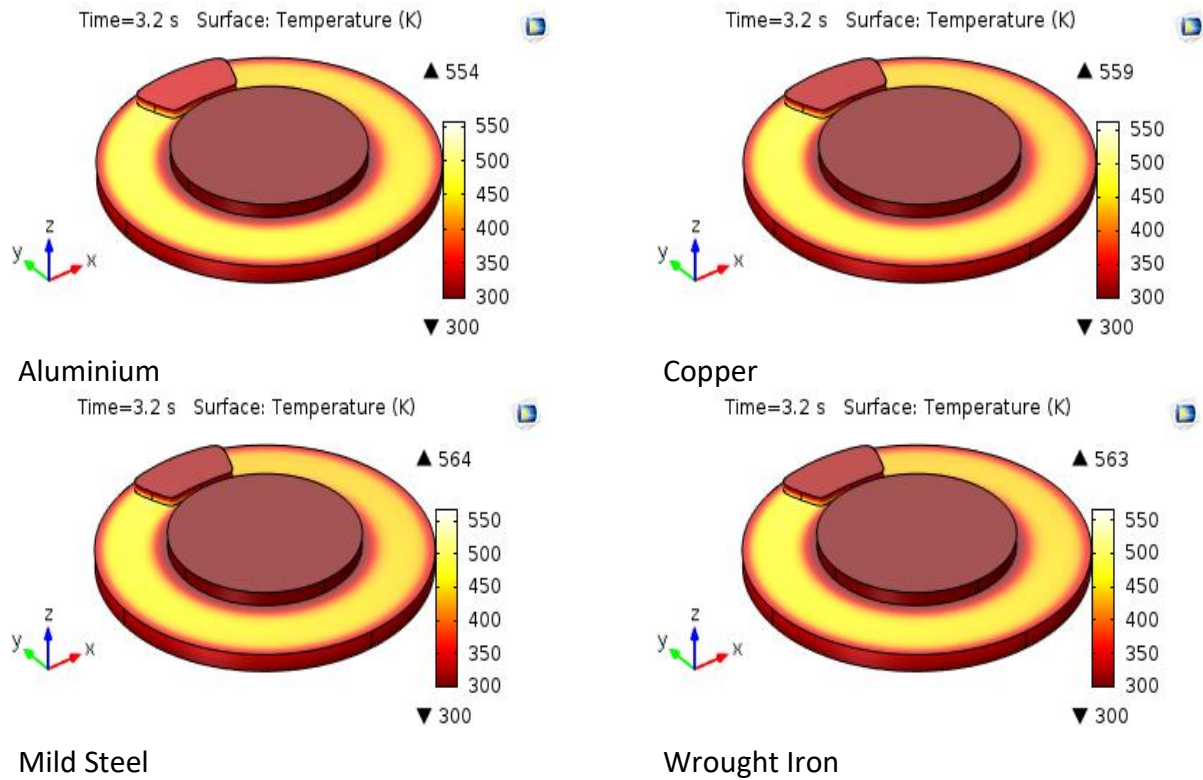 Time=3.2 s Surface: Temperature (K)
▲ 554
550
500
450
400
350
300
▼ 300
z
y
x
Aluminium
Time=3.2 s Surface: Temperature (K)
▲ 559
550
500
450
400
350
300
▼ 300
z
y
x
Copper
Time=3.2 s Surface: Temperature (K)
▲ 564
550
500
450
400
350
300
▼ 300
z
y
x
Mild Steel
Time=3.2 s Surface: Temperature (K)
▲ 563
550
500
450
400
350
300
▼ 300
z
y
x
Wrought Iron